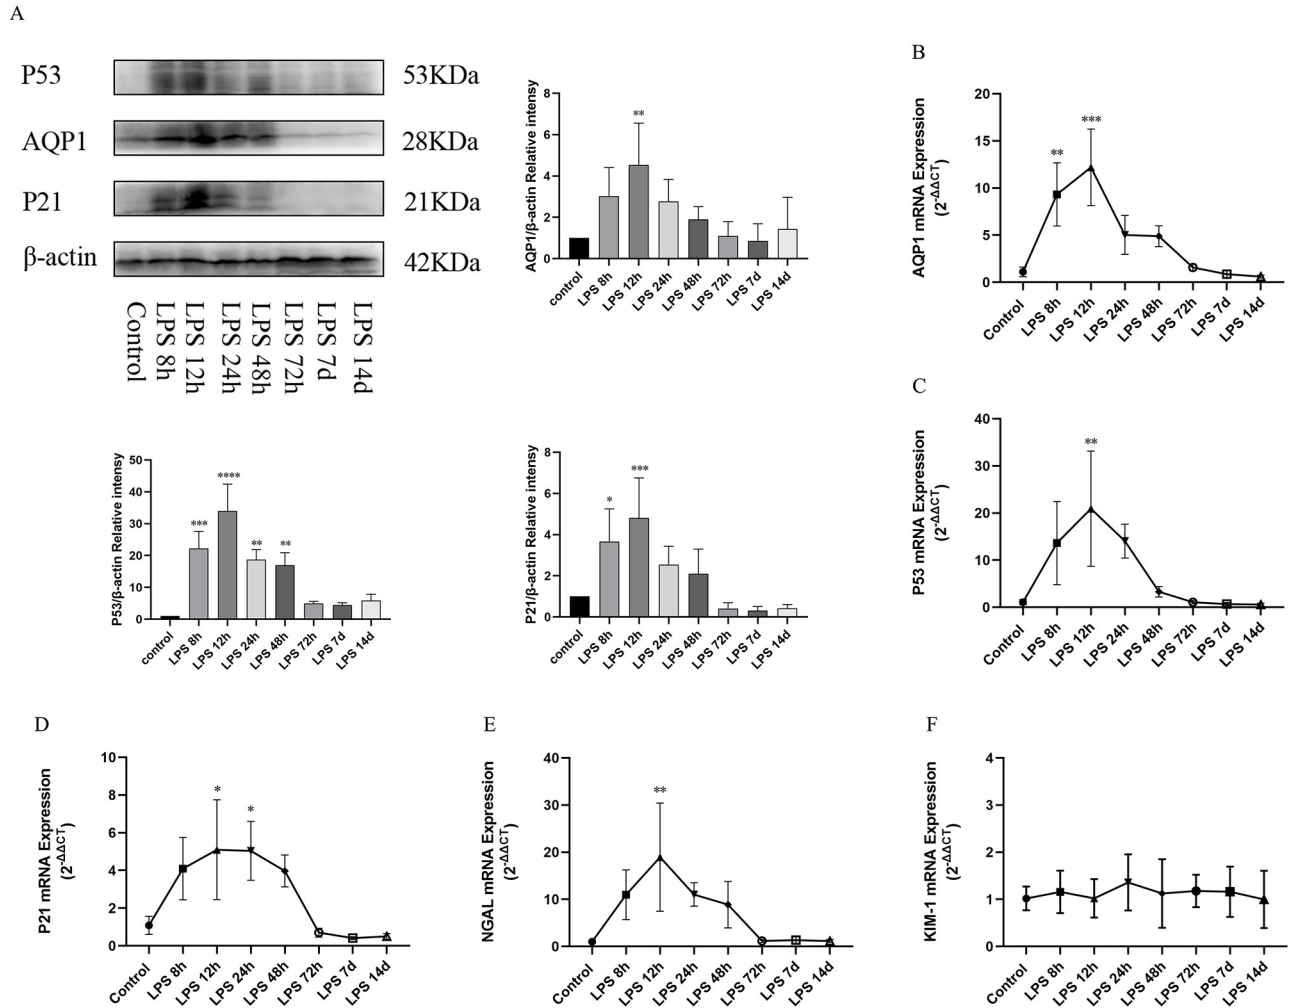 A
P53
53KDa
AQP1
28KDa
P21
21KDa
β-actin
42KDa
Control
LPS 8h
LPS 12h
LPS 24h
LPS 48h
LPS 72h
LPS 7d
LPS 14d
AQP1/β-actin Relative intensity
8
6
4
2
0
**
control
LPS 8h
LPS 12h
LPS 24h
LPS 48h
LPS 72h
LPS 7d
LPS 14d
B
AQP1 mRNA Expression
(2-ΔΔCT)
20
15
10
5
0
**
***
Control
LPS 8h
LPS 12h
LPS 24h
LPS 48h
LPS 72h
LPS 7d
LPS 14d
P53/β-actin Relative intensy
50
40
30
20
10
0
***
****
**
**
control
LPS 8h
LPS 12h
LPS 24h
LPS 48h
LPS 72h
LPS 7d
LPS 14d
P21/β-actin Relative intensity
8
6
4
2
0
*
***
control
LPS 8h
LPS 12h
LPS 24h
LPS 48h
LPS 72h
LPS 7d
LPS 14d
C
P53 mRNA Expression
(2-ΔΔCT)
40
30
20
10
0
**
Control
LPS 8h
LPS 12h
LPS 24h
LPS 48h
LPS 72h
LPS 7d
LPS 14d
D
P21 mRNA Expression
(2-ΔΔCT)
10
8
6
4
2
0
*
*
Control
LPS 8h
LPS 12h
LPS 24h
LPS 48h
LPS 72h
LPS 7d
LPS 14d
E
NGAL mRNA Expression
(2-ΔΔCT)
40
30
20
10
0
**
Control
LPS 8h
LPS 12h
LPS 24h
LPS 48h
LPS 72h
LPS 7d
LPS 14d
F
KIM-1 mRNA Expression
(2-ΔΔCT)
4
3
2
1
0
Control
LPS 8h
LPS 12h
LPS 24h
LPS 48h
LPS 72h
LPS 7d
LPS 14d